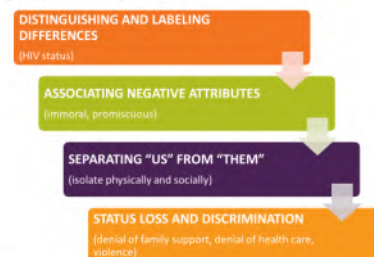 DISTINGUISHING AND LABELING
DIFFERENCES
(HIV status)
ASSOCIATING NEGATIVE ATTRIBUTES
(immoral, promiscuous)
SEPARATING “US” FROM “THEM”
(isolate physically and socially)
STATUS LOSS AND DISCRIMINATION
(denial of family support, denial of health care,
violence)